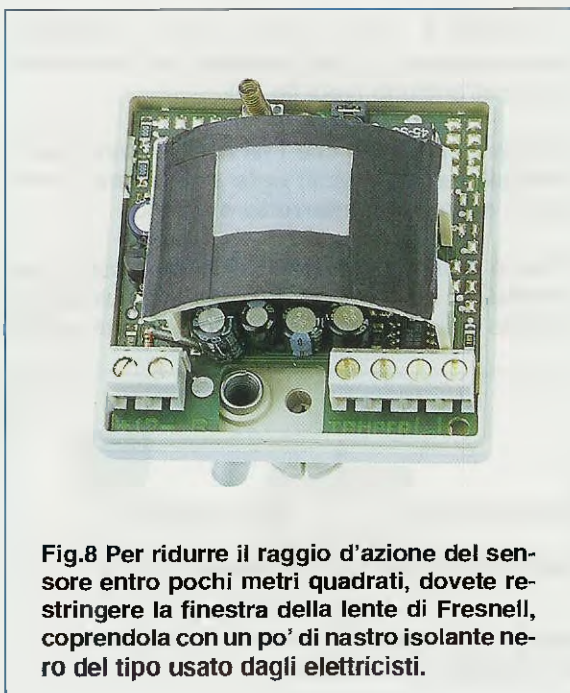 Fig.8 Per ridurre il raggio d'azione del sen-
sore entro pochi metri quadrati, dovete re-
stringere la finestra della lente di Fresnell,
coprendola con un po' di nastro isolante ne-
ro del tipo usato dagli elettricisti.